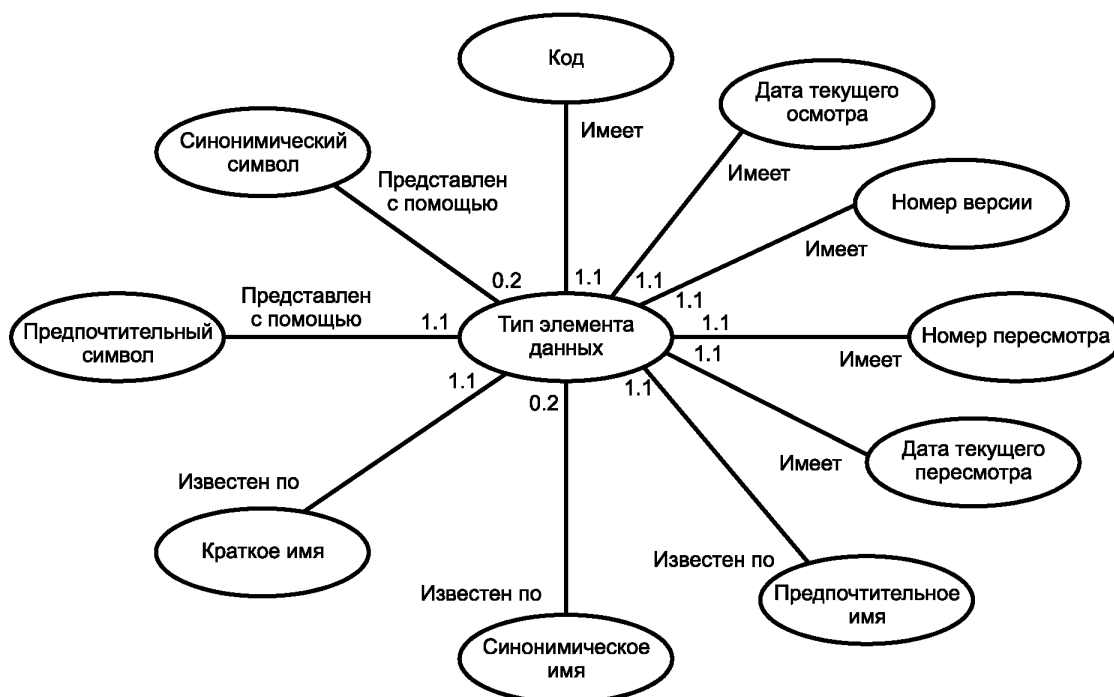 Код
Дата текущего
осмотра
Имеет
Синонимический
символ
Имеет
Представлен
с помощью
Номер версии
Имеет
0.2
1.1
1.1
1.1
Представлен
с помощью
1.1
Тип элемента
данных
1.1
Предпочтительный
символ
Номер пересмотра
Имеет
1.1
1.1
0.2
1.1
Дата текущего
пересмотра
Имеет
Известен по
Краткое имя
Известен по
Известен по
Предпочтительное
имя
Синонимическое
имя